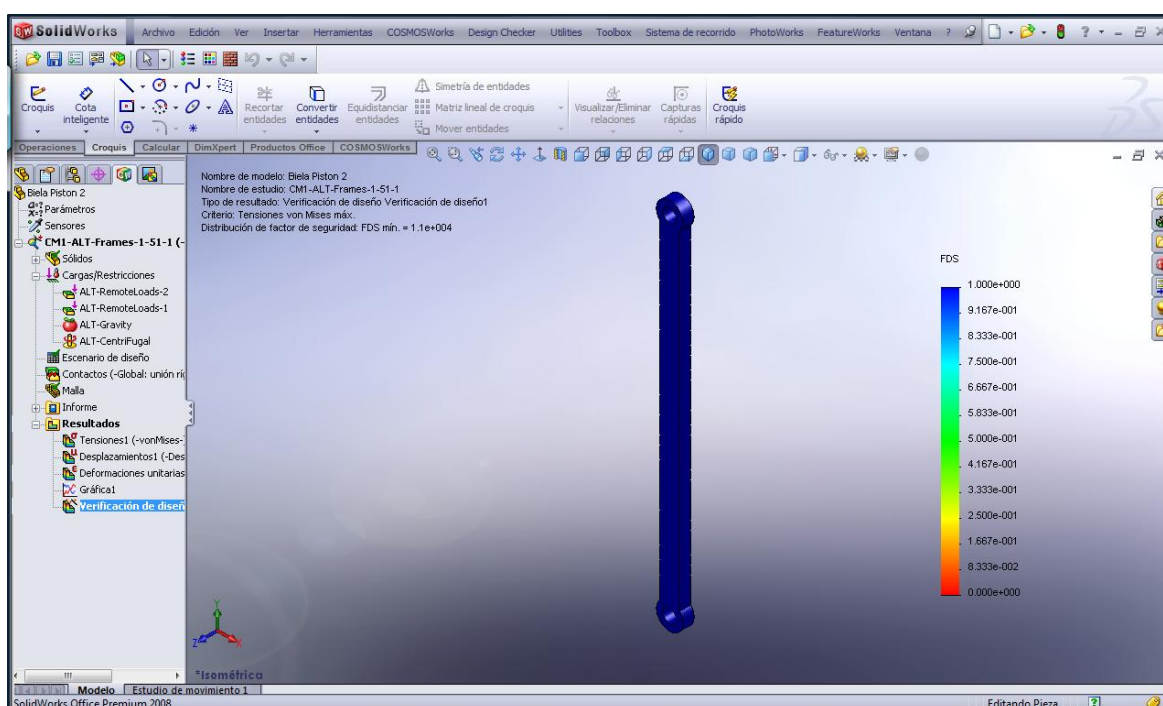 SolidWorks Archivo Edición Ver Insertar Herramientas COSMOSWorks Design Checker Utilities Toolbox Sistema de recorrido PhotoWorks FeatureWorks Ventana ?
Croquis Cota inteligente Recortar entidades Convertir entidades Equidistanciar entidades Simetría de entidades
Matriz lineal de croquis
Mover entidades
Visualizar/Eliminar relaciones Capturas rápidas Croquis rápido
Operaciones Croquis Calcular DimXpert Productos Office COSMOSWorks
Biela Piston 2
Parámetros
Sensores
CM1-ALT-Frames-1-51-1 (-
Sólidos
Cargas/Restricciones
ALT-RemoteLoads-2
ALT-RemoteLoads-1
ALT-Gravity
ALT-CentriFugal
Escenario de diseño
Contactos (-Global: unión ríg
Malla
Informe
Resultados
Tensiones1 (-vonMises-)
Desplazamientos1 (-Des
Deformaciones unitarias
Gráfica1
Verificación de diseñ
Nombre de modelo: Biela Piston 2
Nombre de estudio: CM1-ALT-Frames-1-51-1
Tipo de resultado: Verificación de diseño Verificación de diseño1
Criterio: Tensiones von Mises máx.
Distribución de factor de seguridad: FDS mín. = 1.1e+004
FDS
1.000e+000
9.167e-001
8.333e-001
7.500e-001
6.667e-001
5.833e-001
5.000e-001
4.167e-001
3.333e-001
2.500e-001
1.667e-001
8.333e-002
0.000e+000
Y
Z X
*Isométrica
Modelo Estudio de movimiento 1
SolidWorks Office Premium 2008 Editando Pieza